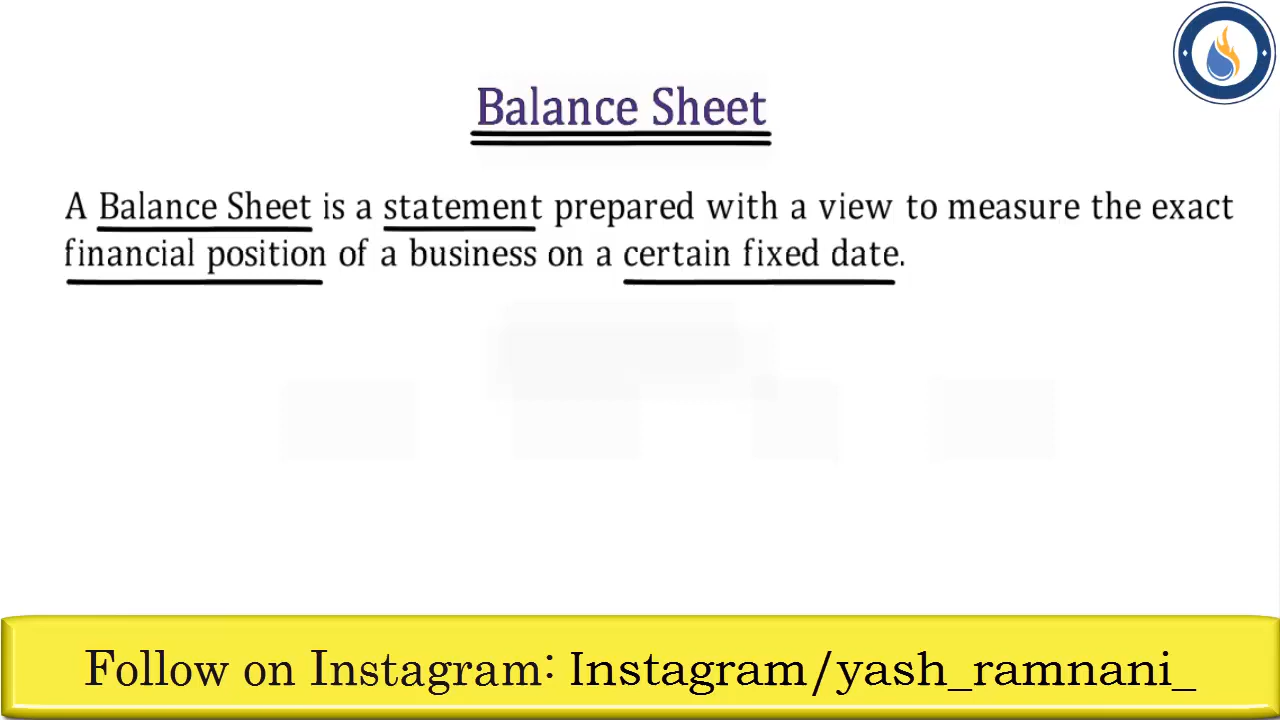 Balance Sheet
A Balance Sheet is a statement prepared with a view to measure the exact
financial position of a business on a certain fixed date.
Follow on Instagram: Instagram/yash_ramnani_